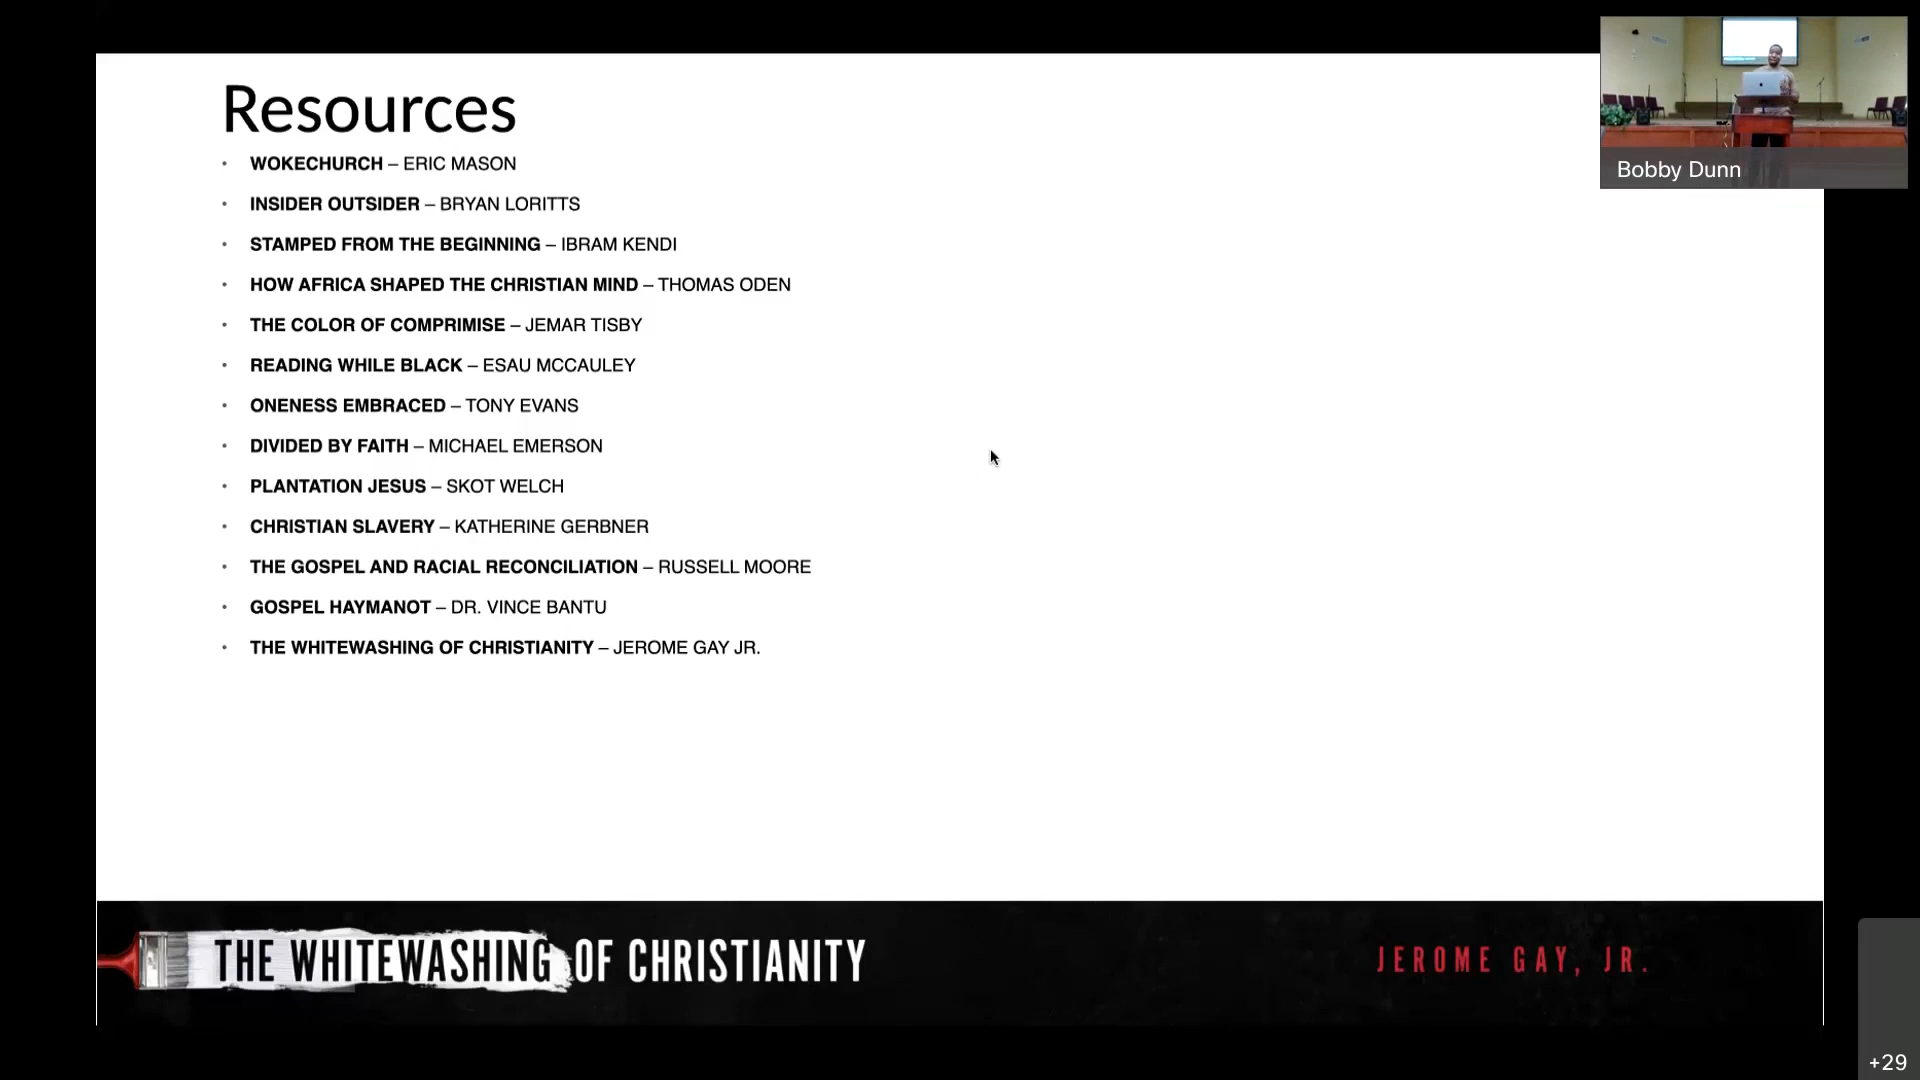 Resources
• WOKECHURCH – ERIC MASON
• INSIDER OUTSIDER – BRYAN LORITTS
• STAMPED FROM THE BEGINNING – IBRAM KENDI
• HOW AFRICA SHAPED THE CHRISTIAN MIND – THOMAS ODEN
• THE COLOR OF COMPRIMISE – JEMAR TISBY
• READING WHILE BLACK – ESAU MCCAULEY
• ONENESS EMBRACED – TONY EVANS
• DIVIDED BY FAITH – MICHAEL EMERSON
• PLANTATION JESUS – SKOT WELCH
• CHRISTIAN SLAVERY – KATHERINE GERBNER
• THE GOSPEL AND RACIAL RECONCILIATION – RUSSELL MOORE
• GOSPEL HAYMANOT – DR. VINCE BANTU
• THE WHITEWASHING OF CHRISTIANITY – JEROME GAY JR.
THE WHITEWASHING OF CHRISTIANITY
JEROME GAY, JR.
Bobby Dunn
+29